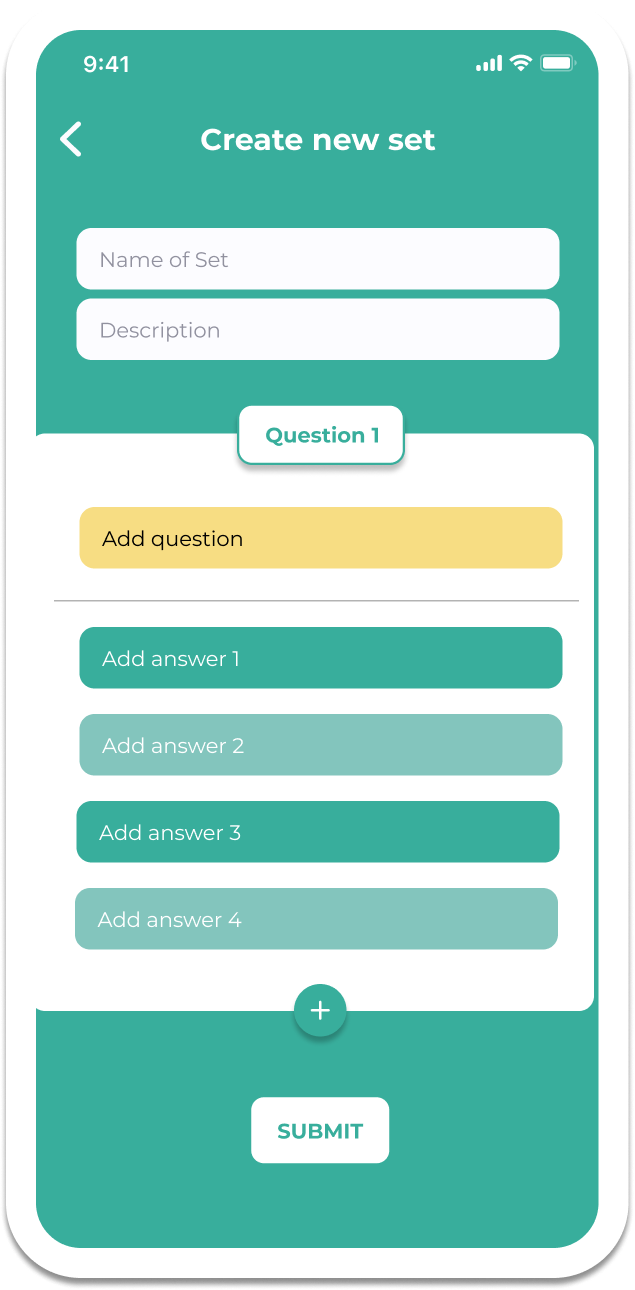 9:41
Create new set
Name of Set
Description
Question 1
Add question
Add answer 1
Add answer 2
Add answer 3
Add answer 4
+
SUBMIT